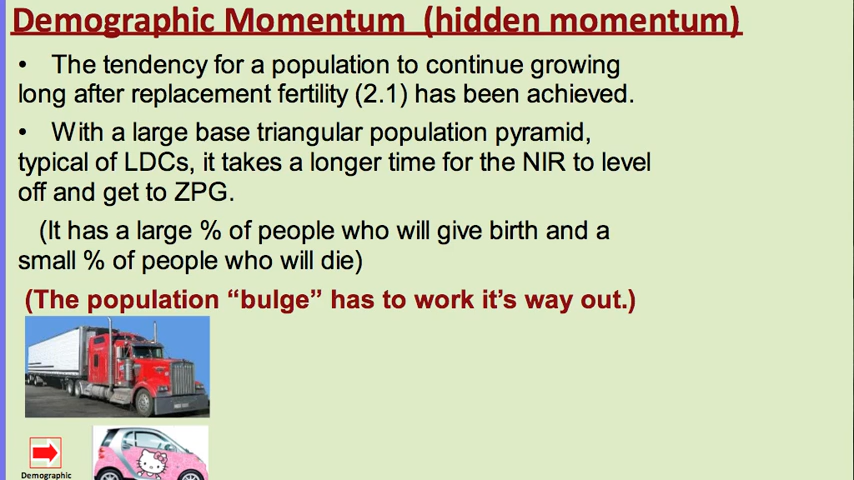 Demographic Momentum (hidden momentum)
• The tendency for a population to continue growing
long after replacement fertility (2.1) has been achieved.
• With a large base triangular population pyramid,
typical of LDCs, it takes a longer time for the NIR to level
off and get to ZPG.
(It has a large % of people who will give birth and a
small % of people who will die)
(The population “bulge” has to work it’s way out.)
Demographic